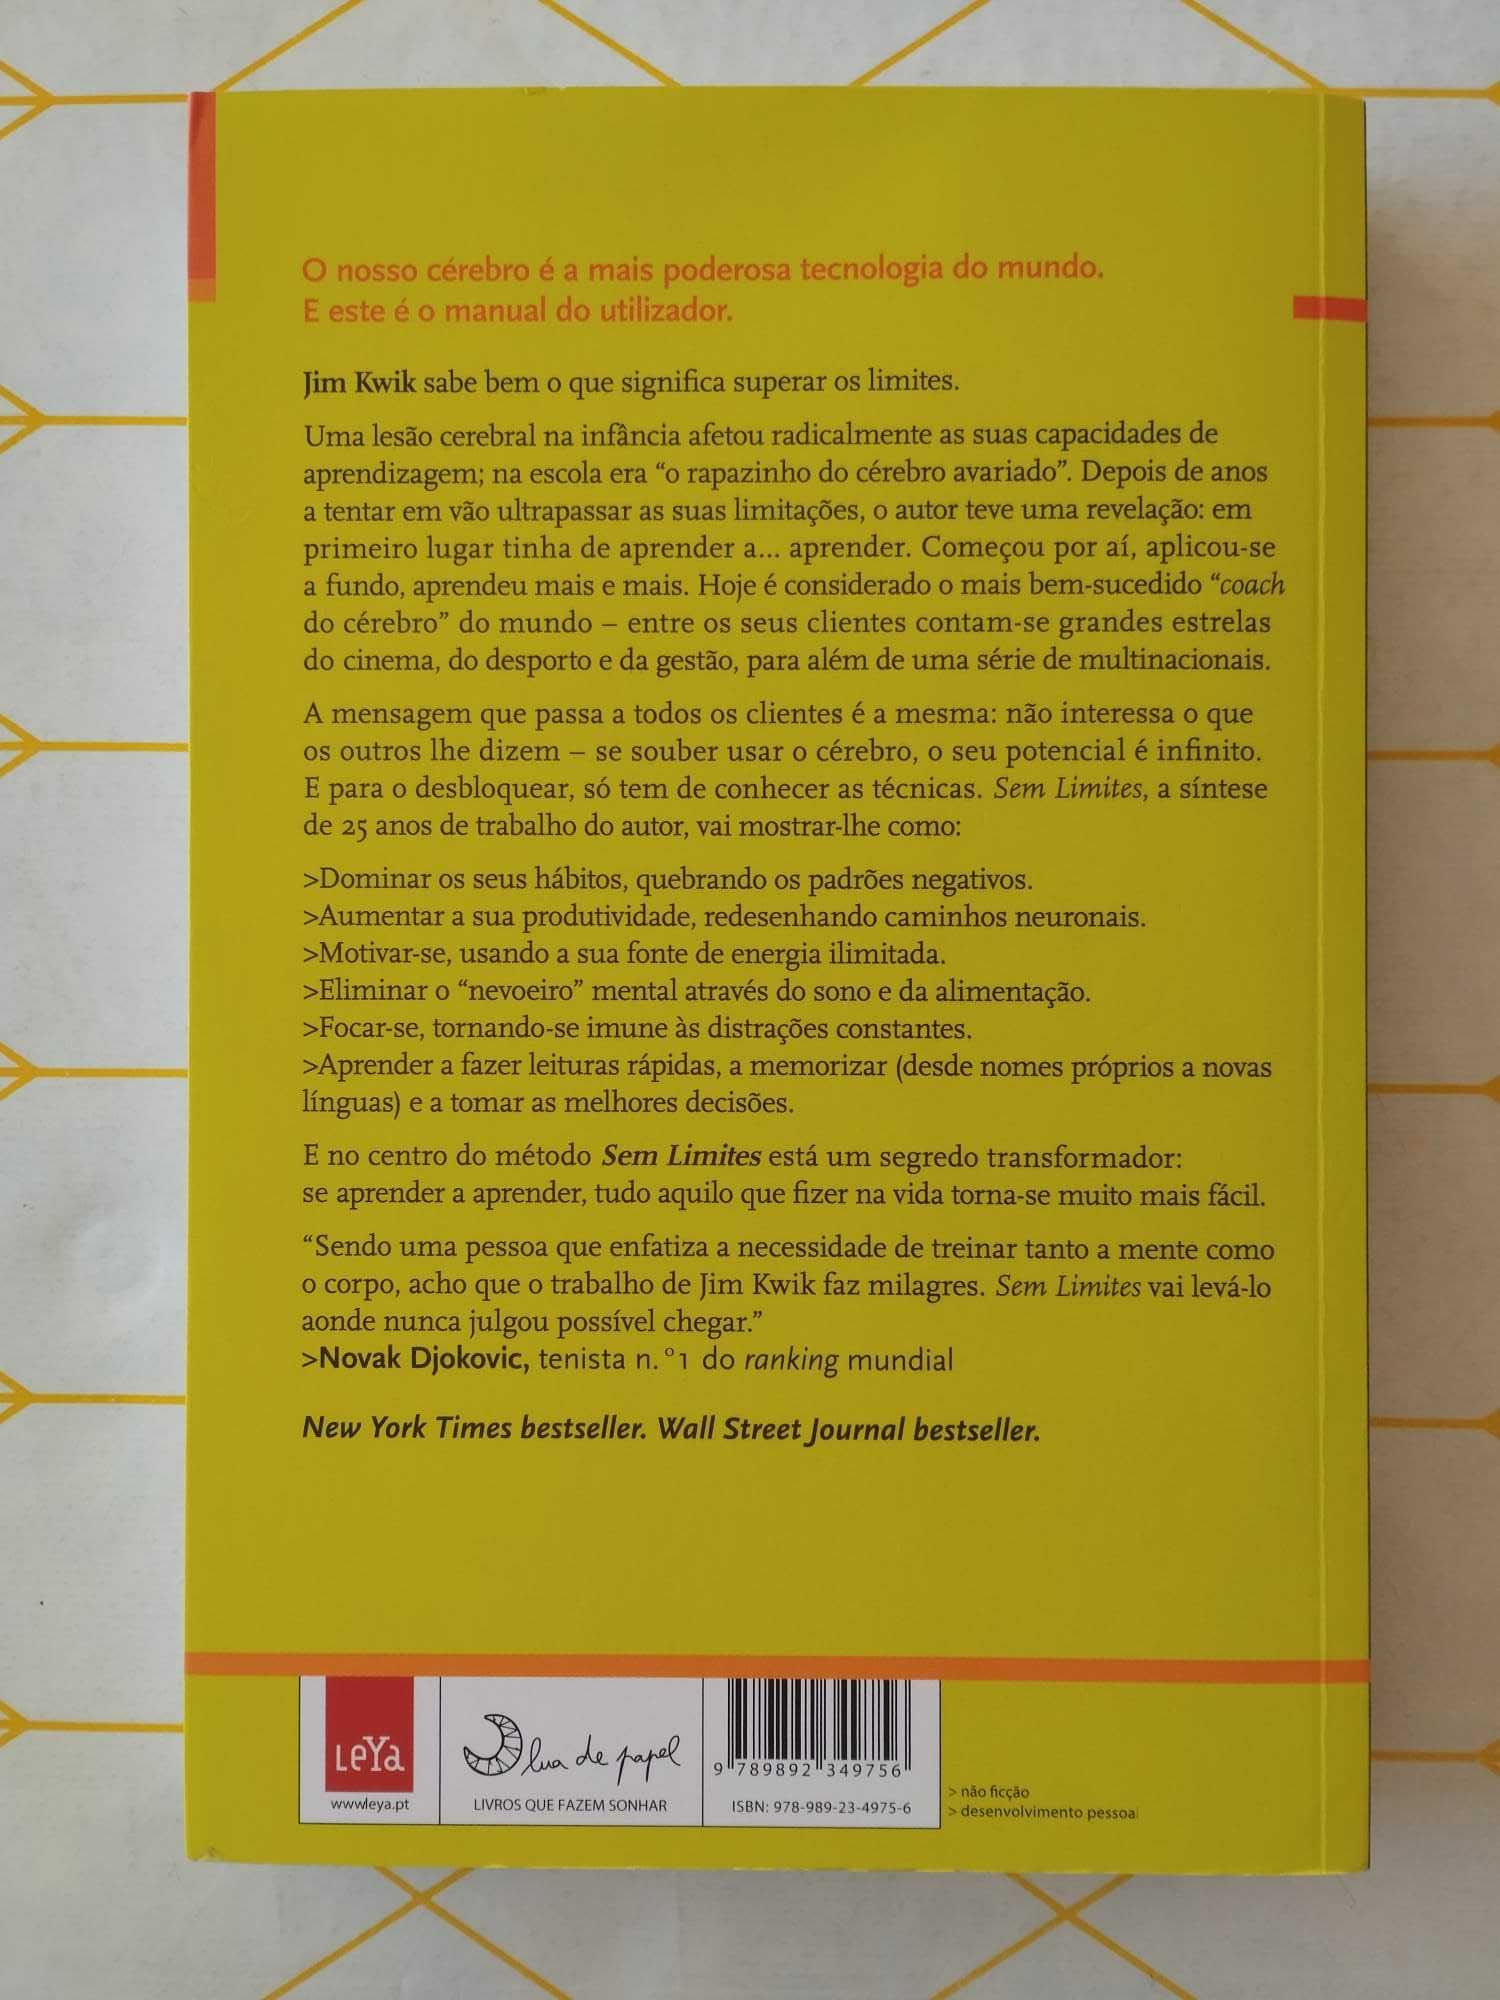 O nosso cérebro é a mais poderosa tecnologia do mundo.
E este é o manual do utilizador.
Jim Kwik sabe bem o que significa superar os limites.
Uma lesão cerebral na infância afetou radicalmente as suas capacidades de
aprendizagem; na escola era “o rapazinho do cérebro avariado”. Depois de anos
a tentar em vão ultrapassar as suas limitações, o autor teve uma revelação: em
primeiro lugar tinha de aprender a... aprender. Começou por aí, aplicou-se
a fundo, aprendeu mais e mais. Hoje é considerado o mais bem-sucedido “coach
do cérebro” do mundo – entre os seus clientes contam-se grandes estrelas
do cinema, do desporto e da gestão, para além de uma série de multinacionais.
A mensagem que passa a todos os clientes é a mesma: não interessa o que
os outros lhe dizem – se souber usar o cérebro, o seu potencial é infinito.
E para o desbloquear, só tem de conhecer as técnicas. Sem Limites, a síntese
de 25 anos de trabalho do autor, vai mostrar-lhe como:
>Dominar os seus hábitos, quebrando os padrões negativos.
>Aumentar a sua produtividade, redesenhando caminhos neuronais.
>Motivar-se, usando a sua fonte de energia ilimitada.
>Eliminar o “nevoeiro” mental através do sono e da alimentação.
>Focar-se, tornando-se imune às distrações constantes.
>Aprender a fazer leituras rápidas, a memorizar (desde nomes próprios a novas
línguas) e a tomar as melhores decisões.
E no centro do método Sem Limites está um segredo transformador:
se aprender a aprender, tudo aquilo que fizer na vida torna-se muito mais fácil.
“Sendo uma pessoa que enfatiza a necessidade de treinar tanto a mente como
o corpo, acho que o trabalho de Jim Kwik faz milagres. Sem Limites vai levá-lo
aonde nunca julgou possível chegar.”
>Novak Djokovic, tenista n.º1 do ranking mundial
New York Times bestseller. Wall Street Journal bestseller.
LeYa
wwwleya.pt
lua de papel
LIVROS QUE FAZEM SONHAR
9 789892 349756
ISBN: 978-989-23-4975-6
> não ficção
> desenvolvimento pessoal